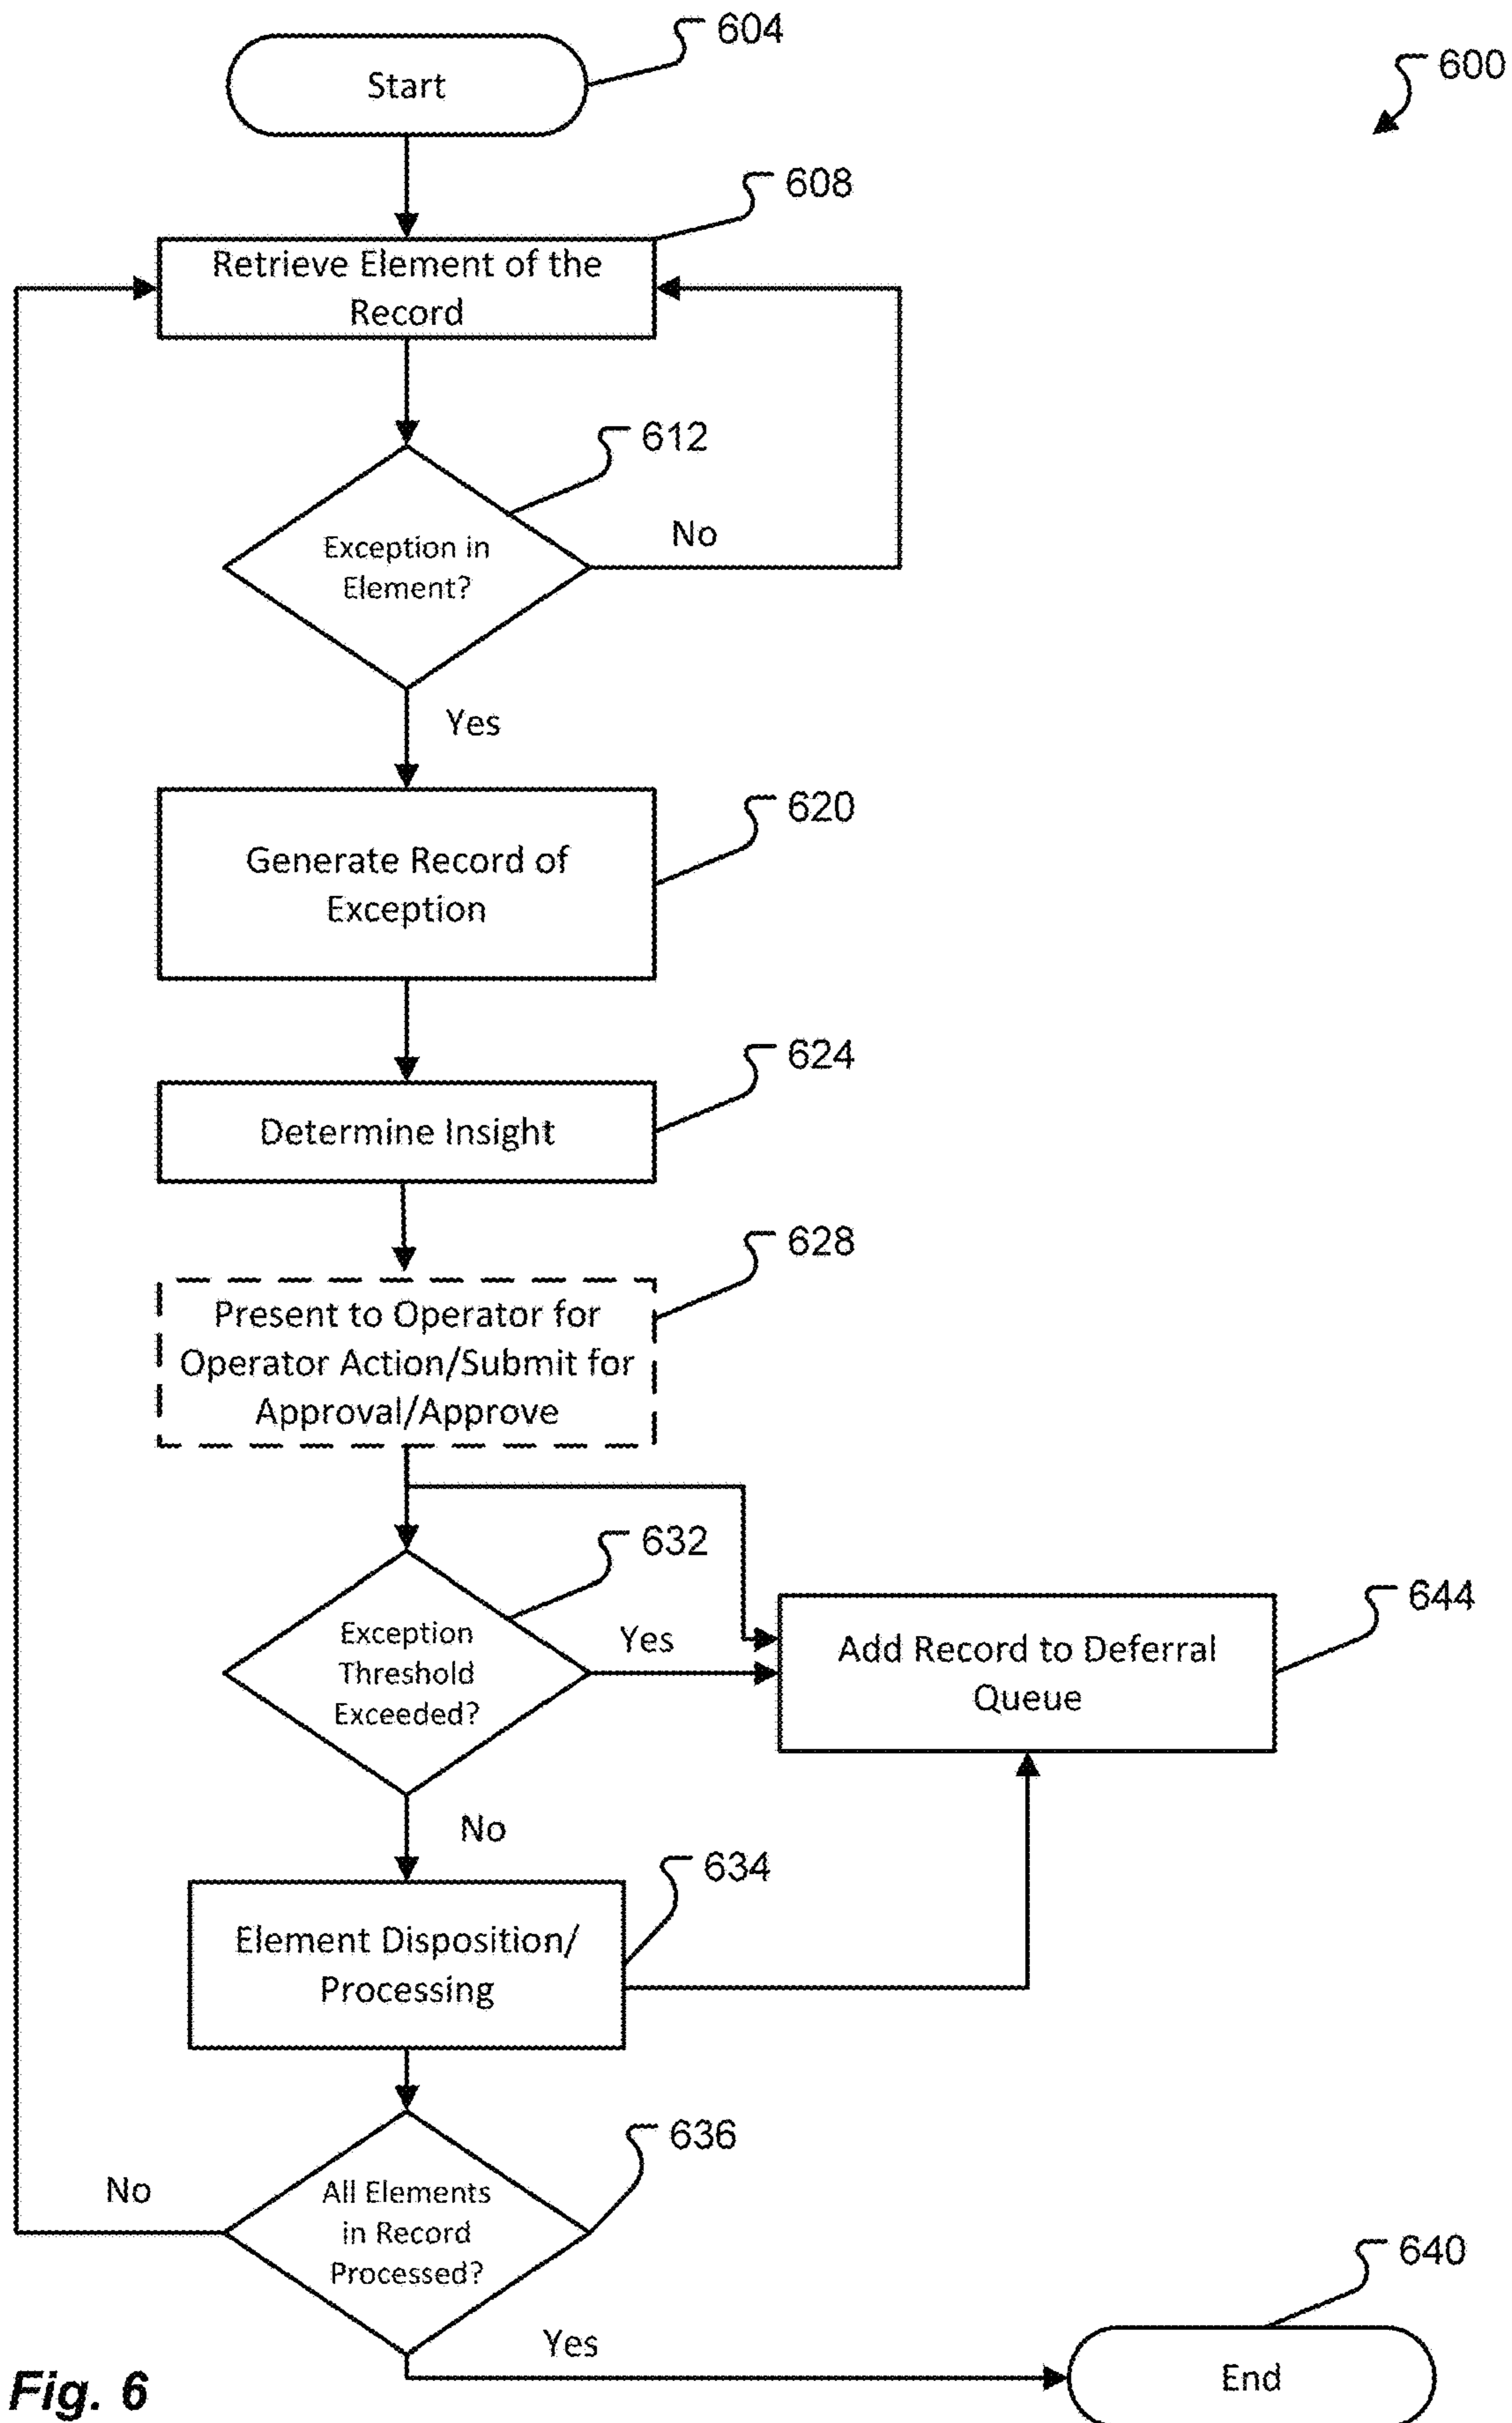 604
600
Start
608
Retrieve Element of the
Record
612
Exception in
Element?
No
Yes
620
Generate Record of
Exception
624
Determine Insight
628
Present to Operator for
Operator Action/Submit for
Approval/Approve
632
Exception
Threshold
Exceeded?
Yes
644
Add Record to Deferral
Queue
No
634
Element Disposition/
Processing
636
No
All Elements
in Record
Processed?
640
Yes
End
Fig. 6